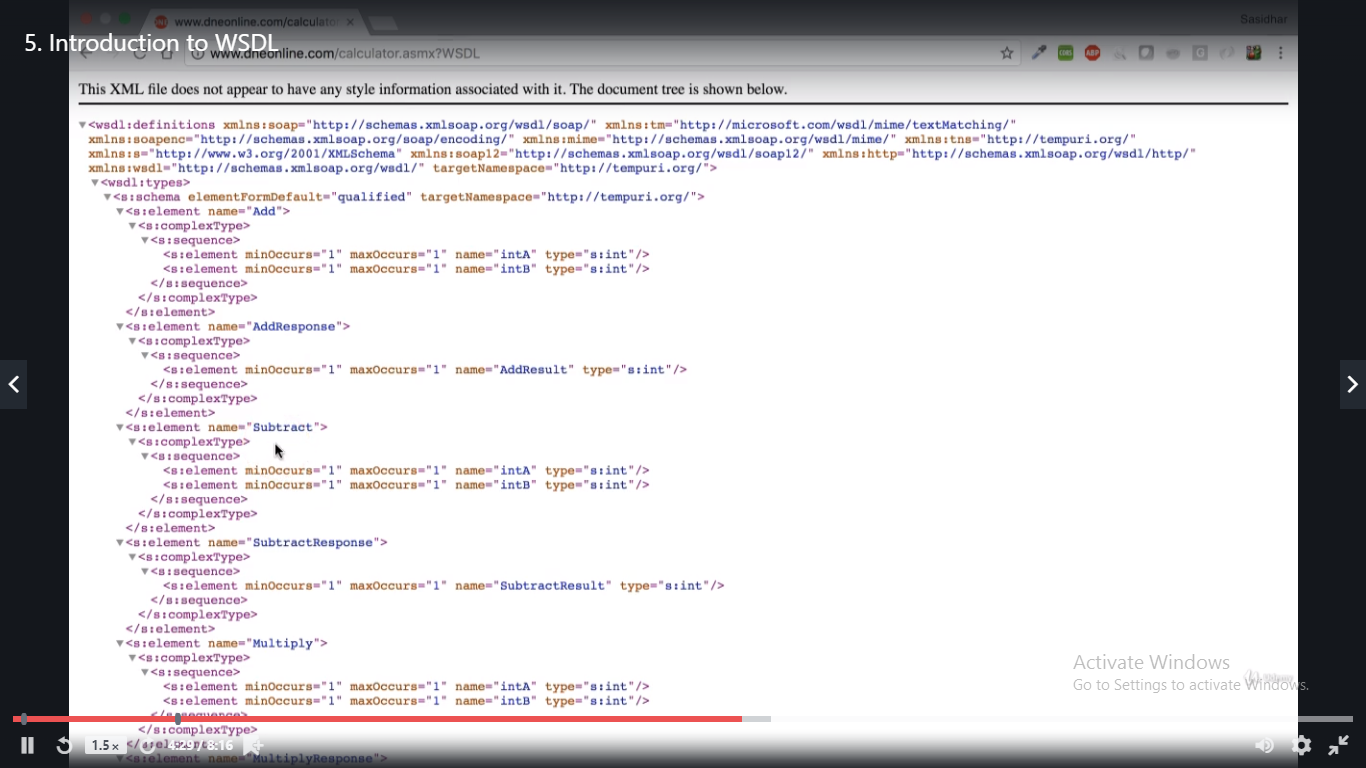 www.dneonline.com/calculato
Sasidhar
5. Introduction to WSDL
www.dneonline.com/calculator.asmx?WSDL
This XML file does not appear to have any style information associated with it. The document tree is shown below.
▼<wsdl:definitions xmlns:soap="http://schemas.xmlsoap.org/wsdl/soap/" xmlns:tm="http://microsoft.com/wsdl/mime/textMatching/"
xmlns:soapenc="http://schemas.xmlsoap.org/soap/encoding/" xmlns:mime="http://schemas.xmlsoap.org/wsdl/mime/" xmlns:tns="http://tempuri.org/"
xmlns:s="http://www.w3.org/2001/XMLSchema" xmlns:soap12="http://schemas.xmlsoap.org/wsdl/soap12/" xmlns:http="http://schemas.xmlsoap.org/wsdl/http/"
xmlns:wsdl="http://schemas.xmlsoap.org/wsdl/" targetNamespace="http://tempuri.org/">
▼<wsdl:types>
▼<s:schema elementFormDefault="qualified" targetNamespace="http://tempuri.org/">
▼<s:element name="Add">
▼<s:complexType>
▼<s:sequence>
<s:element minOccurs="1" maxOccurs="1" name="intA" type="s:int"/>
<s:element minOccurs="1" maxOccurs="1" name="intB" type="s:int"/>
</s:sequence>
</s:complexType>
</s:element>
▼<s:element name="AddResponse">
▼<s:complexType>
▼<s:sequence>
<s:element minOccurs="1" maxOccurs="1" name="AddResult" type="s:int"/>
</s:sequence>
</s:complexType>
</s:element>
▼<s:element name="Subtract">
▼<s:complexType>
▼<s:sequence>
<s:element minOccurs="1" maxOccurs="1" name="intA" type="s:int"/>
<s:element minOccurs="1" maxOccurs="1" name="intB" type="s:int"/>
</s:sequence>
</s:complexType>
</s:element>
▼<s:element name="SubtractResponse">
▼<s:complexType>
▼<s:sequence>
<s:element minOccurs="1" maxOccurs="1" name="SubtractResult" type="s:int"/>
</s:sequence>
</s:complexType>
</s:element>
▼<s:element name="Multiply">
▼<s:complexType>
▼<s:sequence>
<s:element minOccurs="1" maxOccurs="1" name="intA" type="s:int"/>
<s:element minOccurs="1" maxOccurs="1" name="intB" type="s:int"/>
</s:sequence>
</s:complexType>
</s:element>
▼<s:element name="MultiplyResponse">
Activate Windows
Go to Settings to activate Windows.
1.5×
4:29 / 8:16